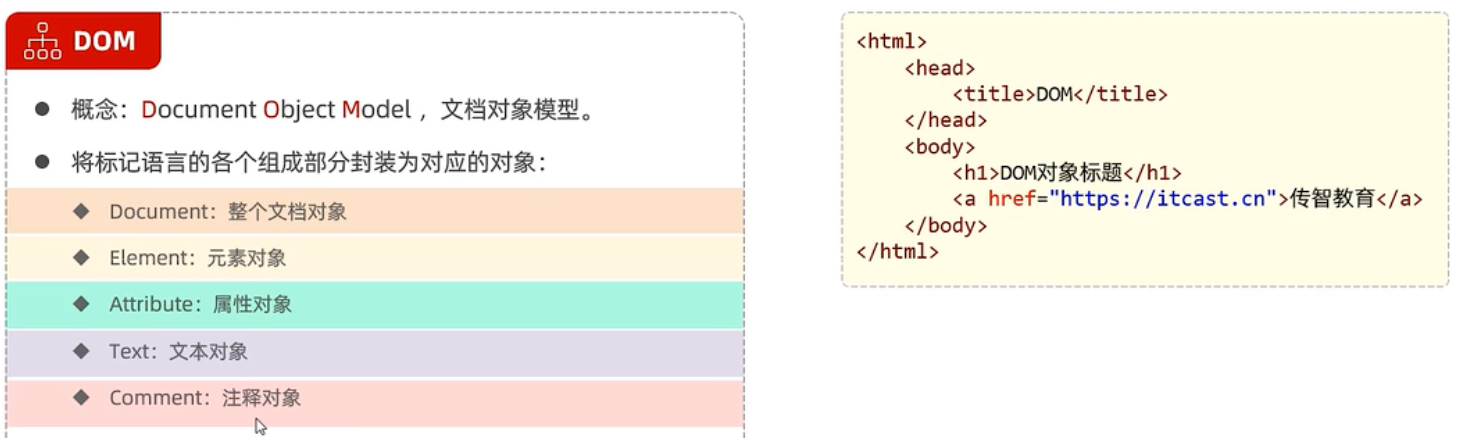 DOM
● 概念：Document Object Model ，文档对象模型。
● 将标记语言的各个组成部分封装为对应的对象：
◆ Document：整个文档对象
◆ Element：元素对象
◆ Attribute：属性对象
◆ Text：文本对象
◆ Comment：注释对象
<html>
    <head>
        <title>DOM</title>
    </head>
    <body>
        <h1>DOM对象标题</h1>
        <a href="https://itcast.cn">传智教育</a>
    </body>
</html>